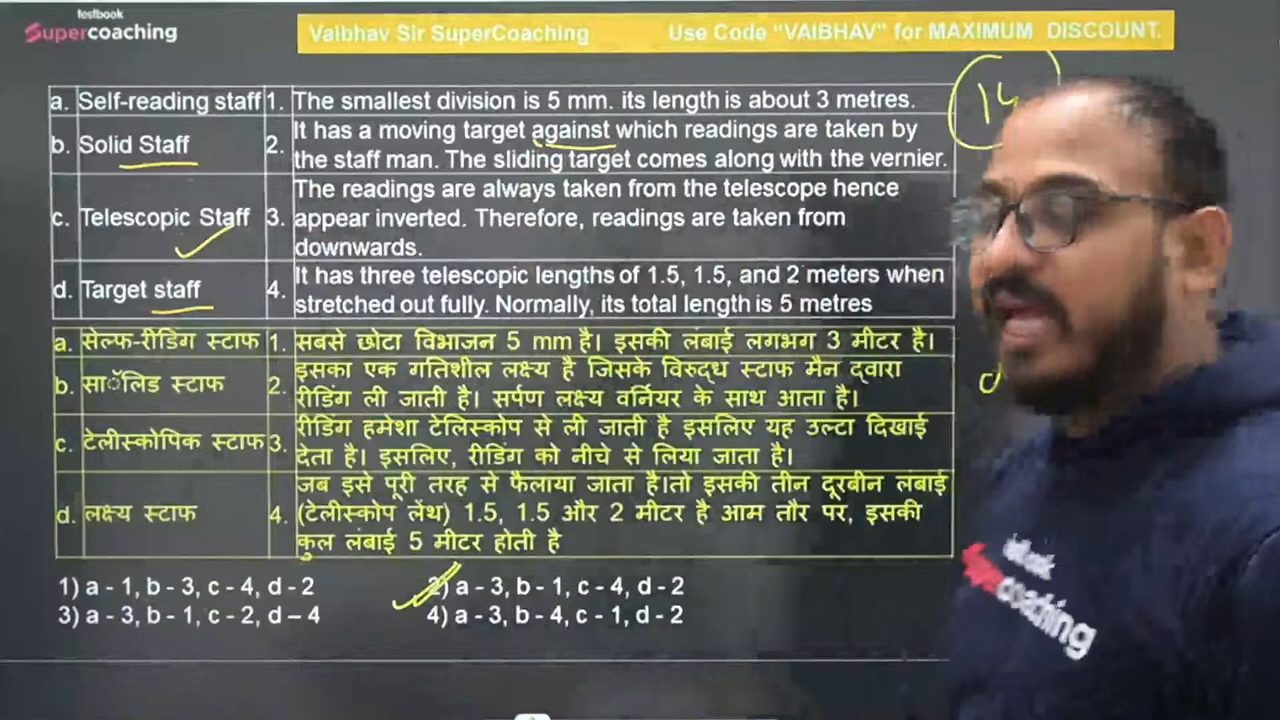 testbook
Supercoaching
Vaibhav Sir SuperCoaching Use Code "VAIBHAV" for MAXIMUM DISCOUNT.
14
a. Self-reading staff 1. The smallest division is 5 mm. its length is about 3 metres.
b. Solid Staff 2. It has a moving target against which readings are taken by
the staff man. The sliding target comes along with the vernier.
c. Telescopic Staff 3. The readings are always taken from the telescope hence
appear inverted. Therefore, readings are taken from
downwards.
d. Target staff 4. It has three telescopic lengths of 1.5, 1.5, and 2 meters when
stretched out fully. Normally, its total length is 5 metres
a. सेल्फ-रीडिंग स्टाफ 1. सबसे छोटा विभाजन 5 mm है। इसकी लंबाई लगभग 3 मीटर है।
b. साॅलिड स्टाफ 2. इसका एक गतिशील लक्ष्य है जिसके विरुद्ध स्टाफ मैन द्वारा
रीडिंग ली जाती है। सर्पण लक्ष्य वर्नियर के साथ आता है।
c. टेलीस्कोपिक स्टाफ 3. रीडिंग हमेशा टेलिस्कोप से ली जाती है इसलिए यह उल्टा दिखाई
देता है। इसलिए, रीडिंग को नीचे से लिया जाता है।
d. लक्ष्य स्टाफ 4. जब इसे पूरी तरह से फैलाया जाता है।तो इसकी तीन दूरबीन लंबाई
(टेलीस्कोप लेंथ) 1.5, 1.5 और 2 मीटर है आम तौर पर, इसकी
कुल लंबाई 5 मीटर होती है
d
1) a - 1, b - 3, c - 4, d - 2 2) a - 3, b - 1, c - 4, d - 2
3) a - 3, b - 1, c - 2, d – 4 4) a - 3, b - 4, c - 1, d - 2
coaching